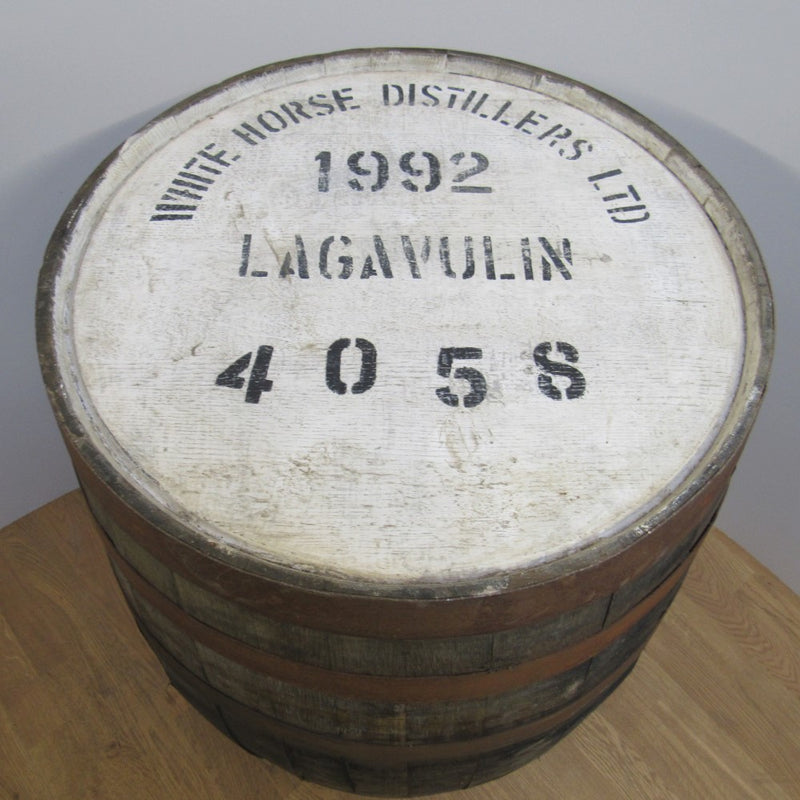 WHITE HORSE DISTILLERS LTD
1992
LAGAVULIN
4058